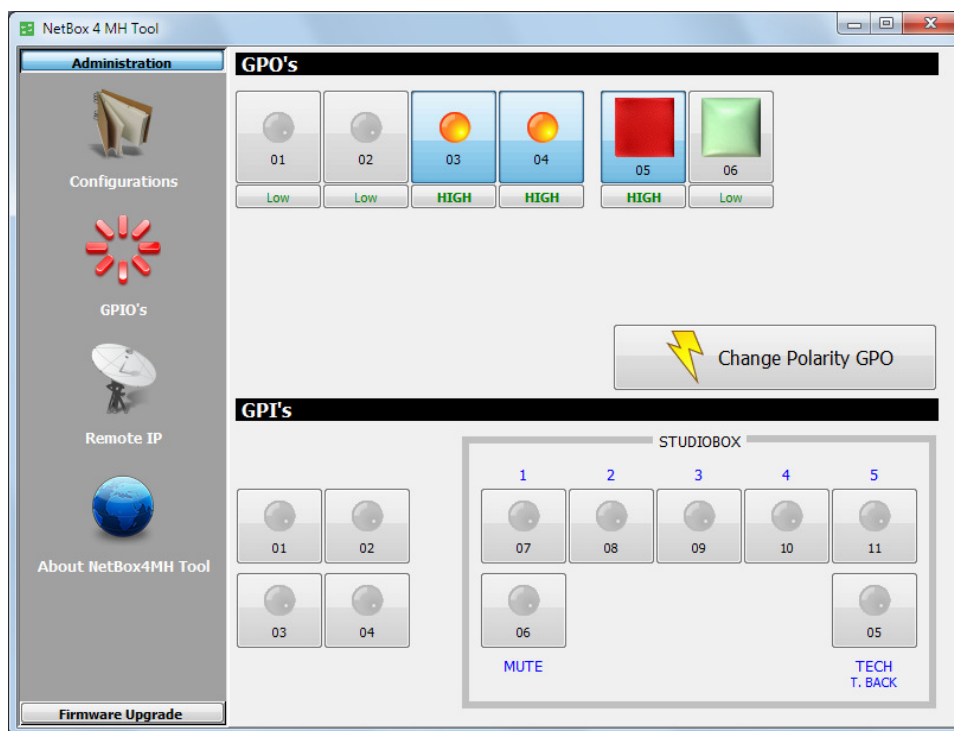 NetBox 4 MH Tool
Administration
Configurations
GPIO's
Remote IP
About NetBox4MH Tool
Firmware Upgrade
GPO's
01 02 03 04 05 06
Low Low HIGH HIGH HIGH Low
Change Polarity GPO
GPI's
STUDIOBOX
1 2 3 4 5
01 02 07 08 09 10 11
03 04 06 05
MUTE TECH
T. BACK